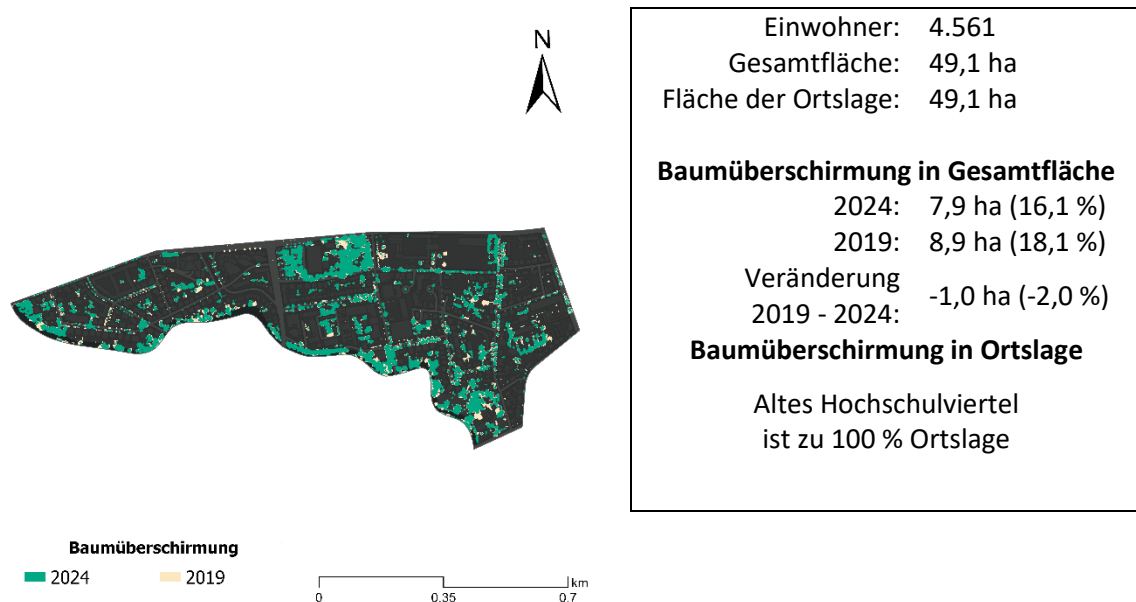 N
Einwohner: 4.561
Gesamtfläche: 49,1 ha
Fläche der Ortslage: 49,1 ha
Baumüberschirmung in Gesamtfläche
2024: 7,9 ha (16,1 %)
2019: 8,9 ha (18,1 %)
Veränderung
2019 - 2024: -1,0 ha (-2,0 %)
Baumüberschirmung in Ortslage
Altes Hochschulviertel
ist zu 100 % Ortslage
Baumüberschirmung
2024 2019
km
0 0.35 0.7